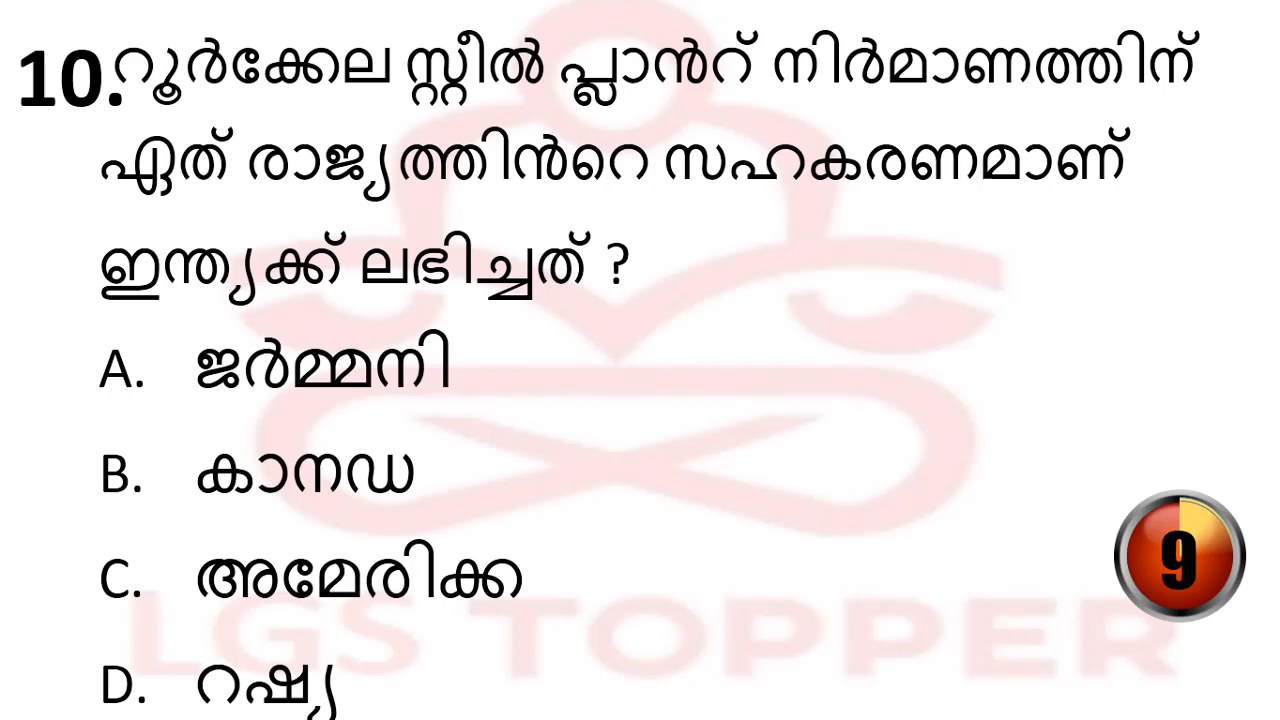 10. റൂർക്കേല സ്റ്റീൽ പ്ലാൻറ് നിർമാണത്തിന്
ഏത് രാജ്യത്തിൻറെ സഹകരണമാണ്
ഇന്ത്യക്ക് ലഭിച്ചത് ?
A. ജർമ്മനി
B. കാനഡ
C. അമേരിക്ക
D. റഷ്യ
9
LGS TOPPER